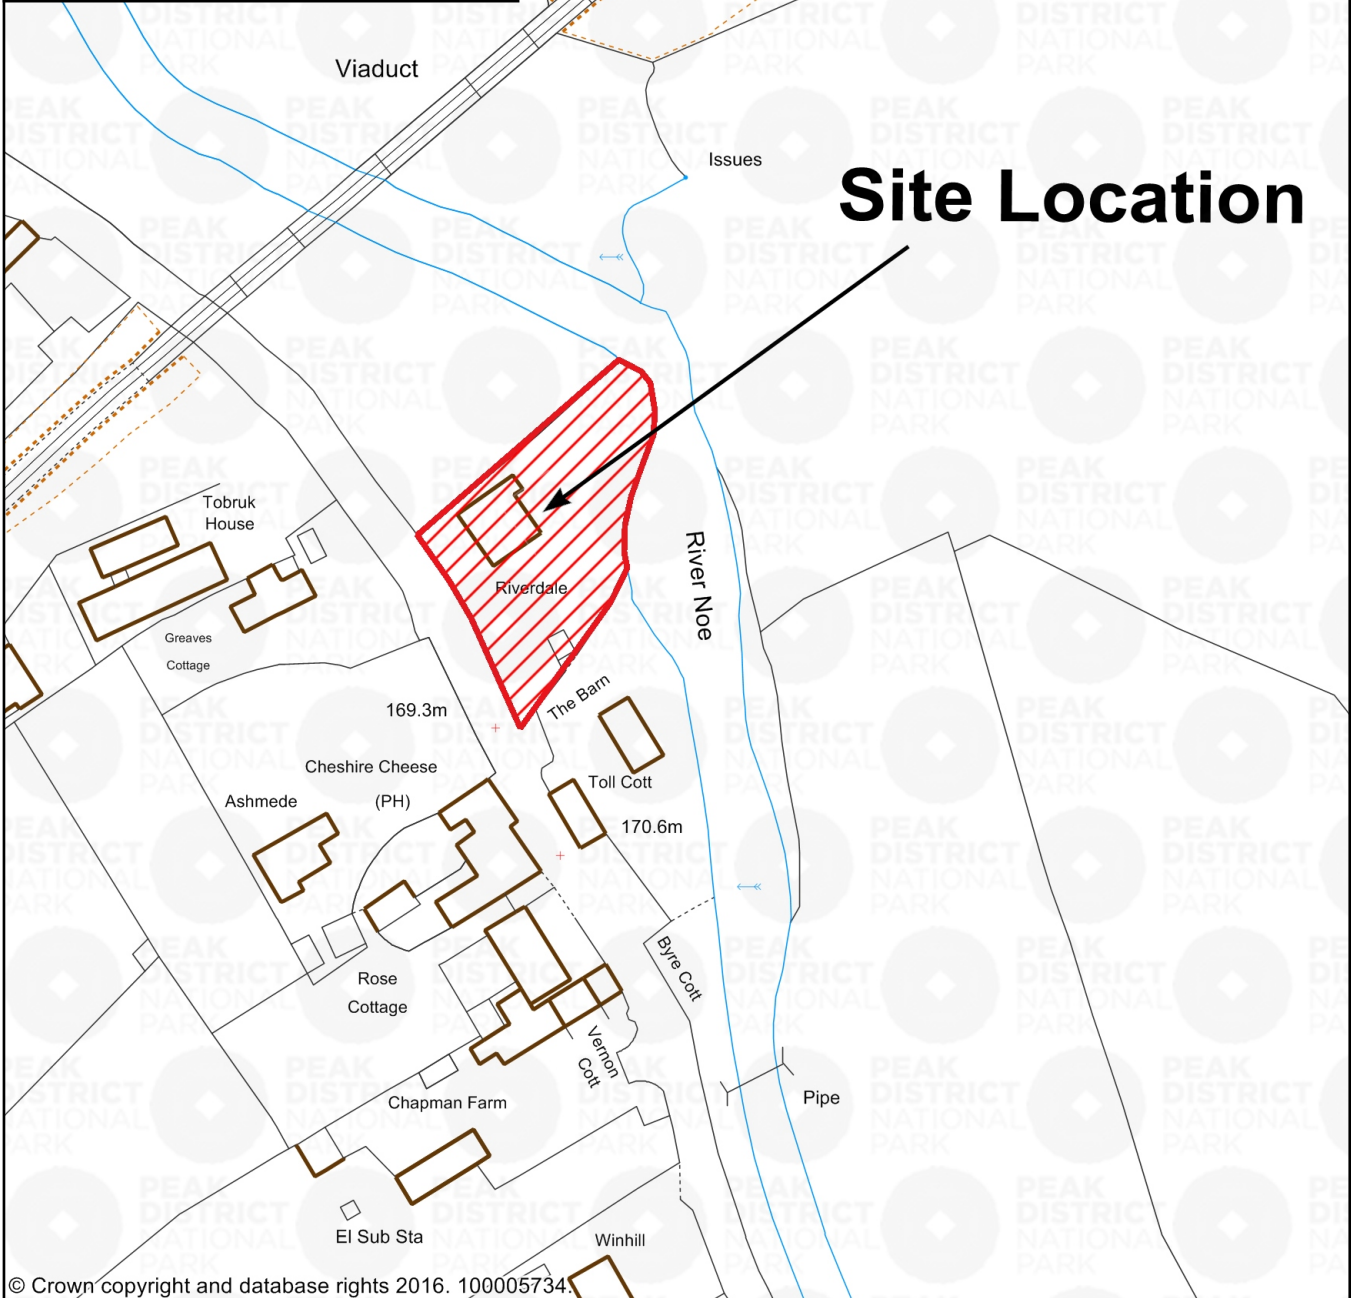 Viaduct
Issues
Site Location
Tobruk
House
Greaves
Cottage
Riverdale
River Noe
169.3m
The Barn
Cheshire Cheese
(PH)
Toll Cott
Ashmede
170.6m
Rose
Cottage
Byre Cott
Vernon
Cott
Chapman Farm
Pipe
El Sub Sta
Winhill
© Crown copyright and database rights 2016. 100005734.
PEAK
DISTRICT
NATIONAL
PARK